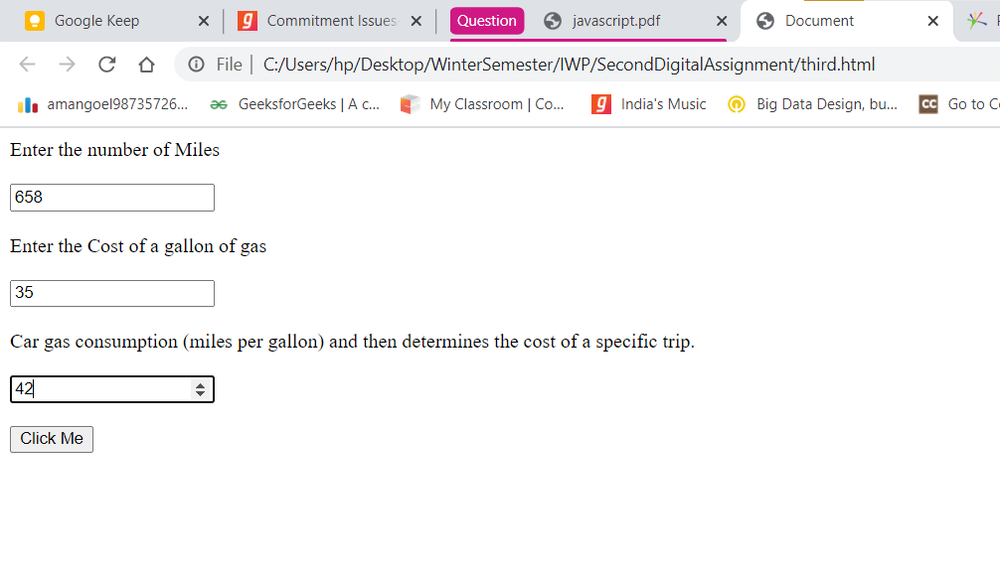 Google Keep
Commitment Issues
Question
javascript.pdf
Document
File
C:/Users/hp/Desktop/WinterSemester/IWP/SecondDigitalAssignment/third.html
amangoel98735726...
GeeksforGeeks | A c...
My Classroom | Co...
India's Music
Big Data Design, bu...
CC
Go to C
Enter the number of Miles
658
Enter the Cost of a gallon of gas
35
Car gas consumption (miles per gallon) and then determines the cost of a specific trip.
42
Click Me